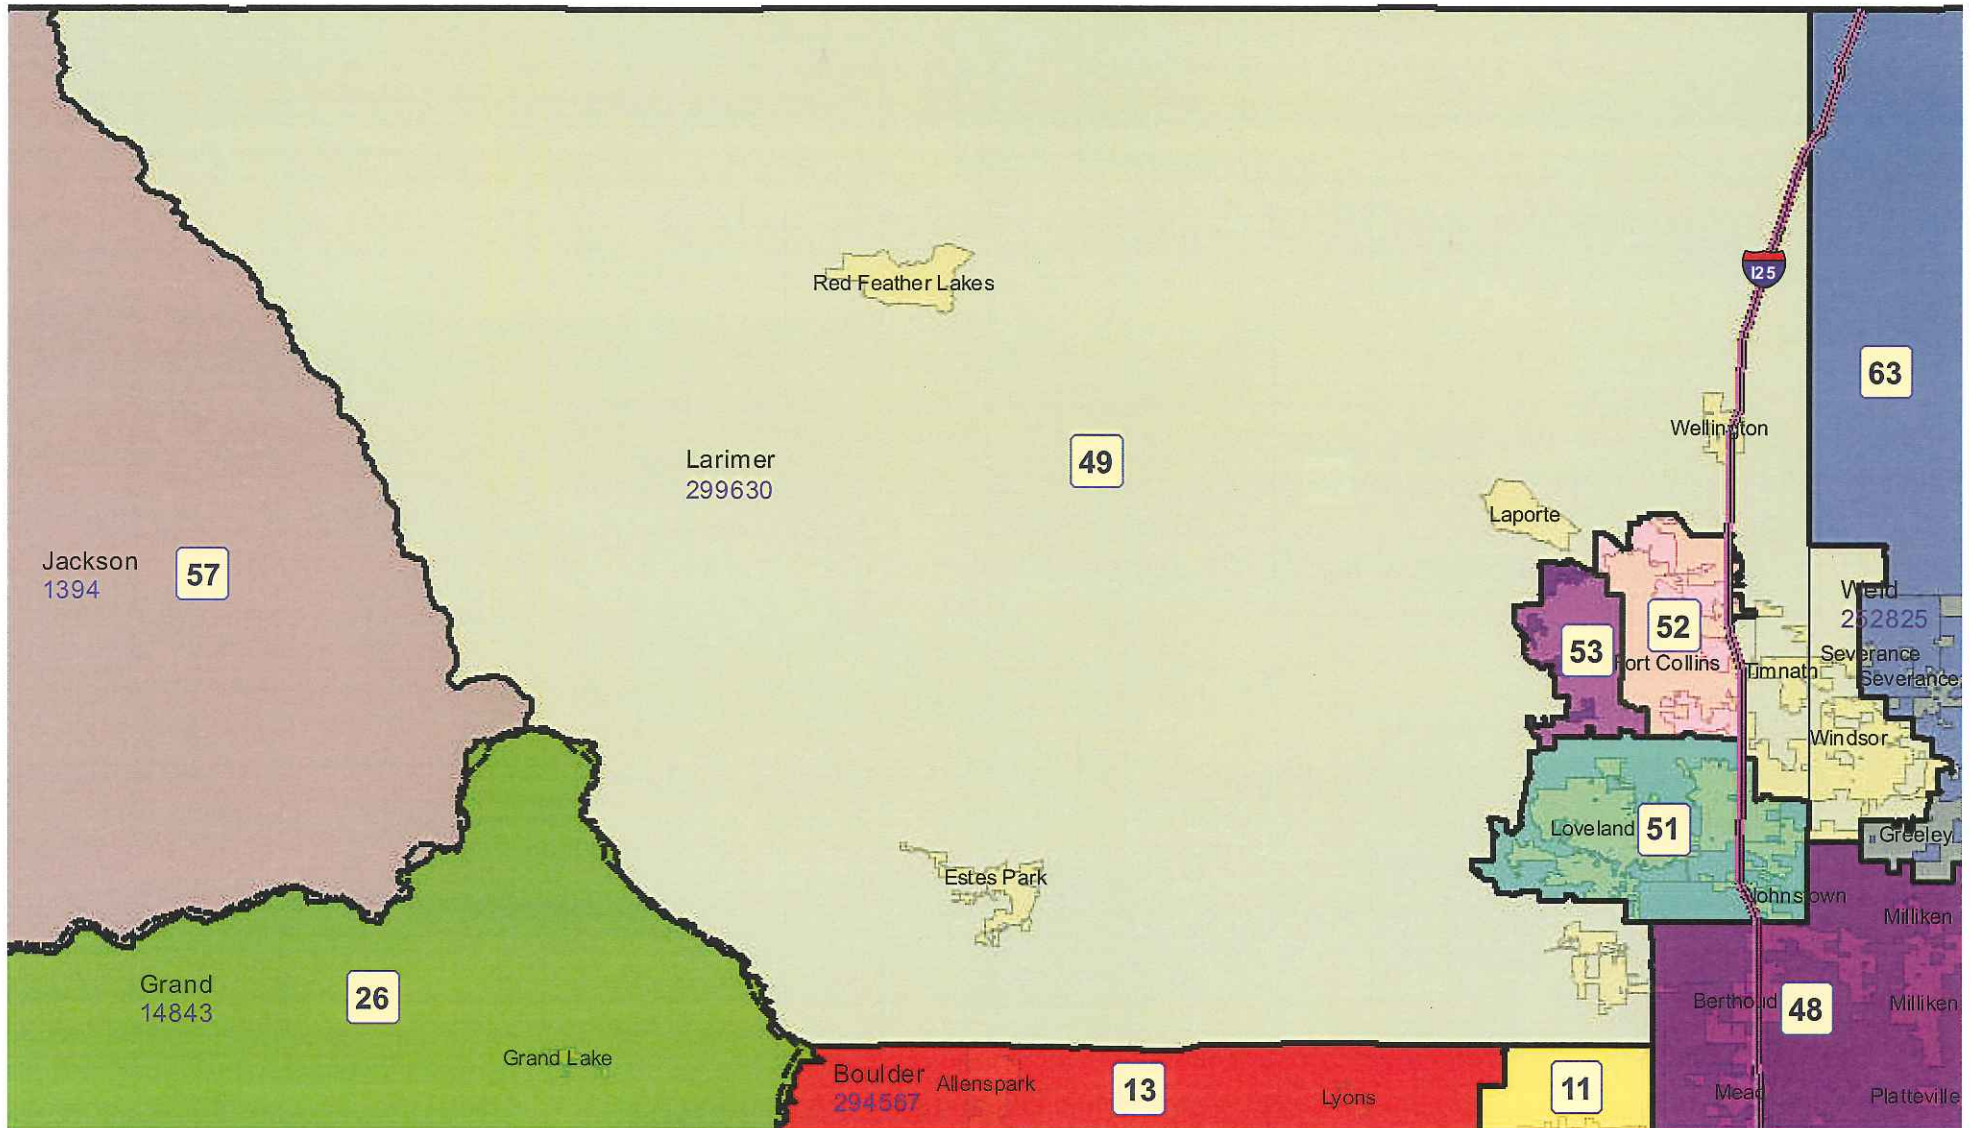 Red Feather Lakes
I25
63
Wellington
Larimer
299630
49
Laporte
Jackson
1394
57
Weld
252825
52
53
Fort Collins
Timnath
Severance
Severance
Windsor
Loveland
51
Greeley
Estes Park
Johnstown
Milliken
Grand
14843
26
Berthoud
48
Milliken
Grand Lake
Boulder
294567
Allenspark
13
Lyons
11
Mead
Platteville